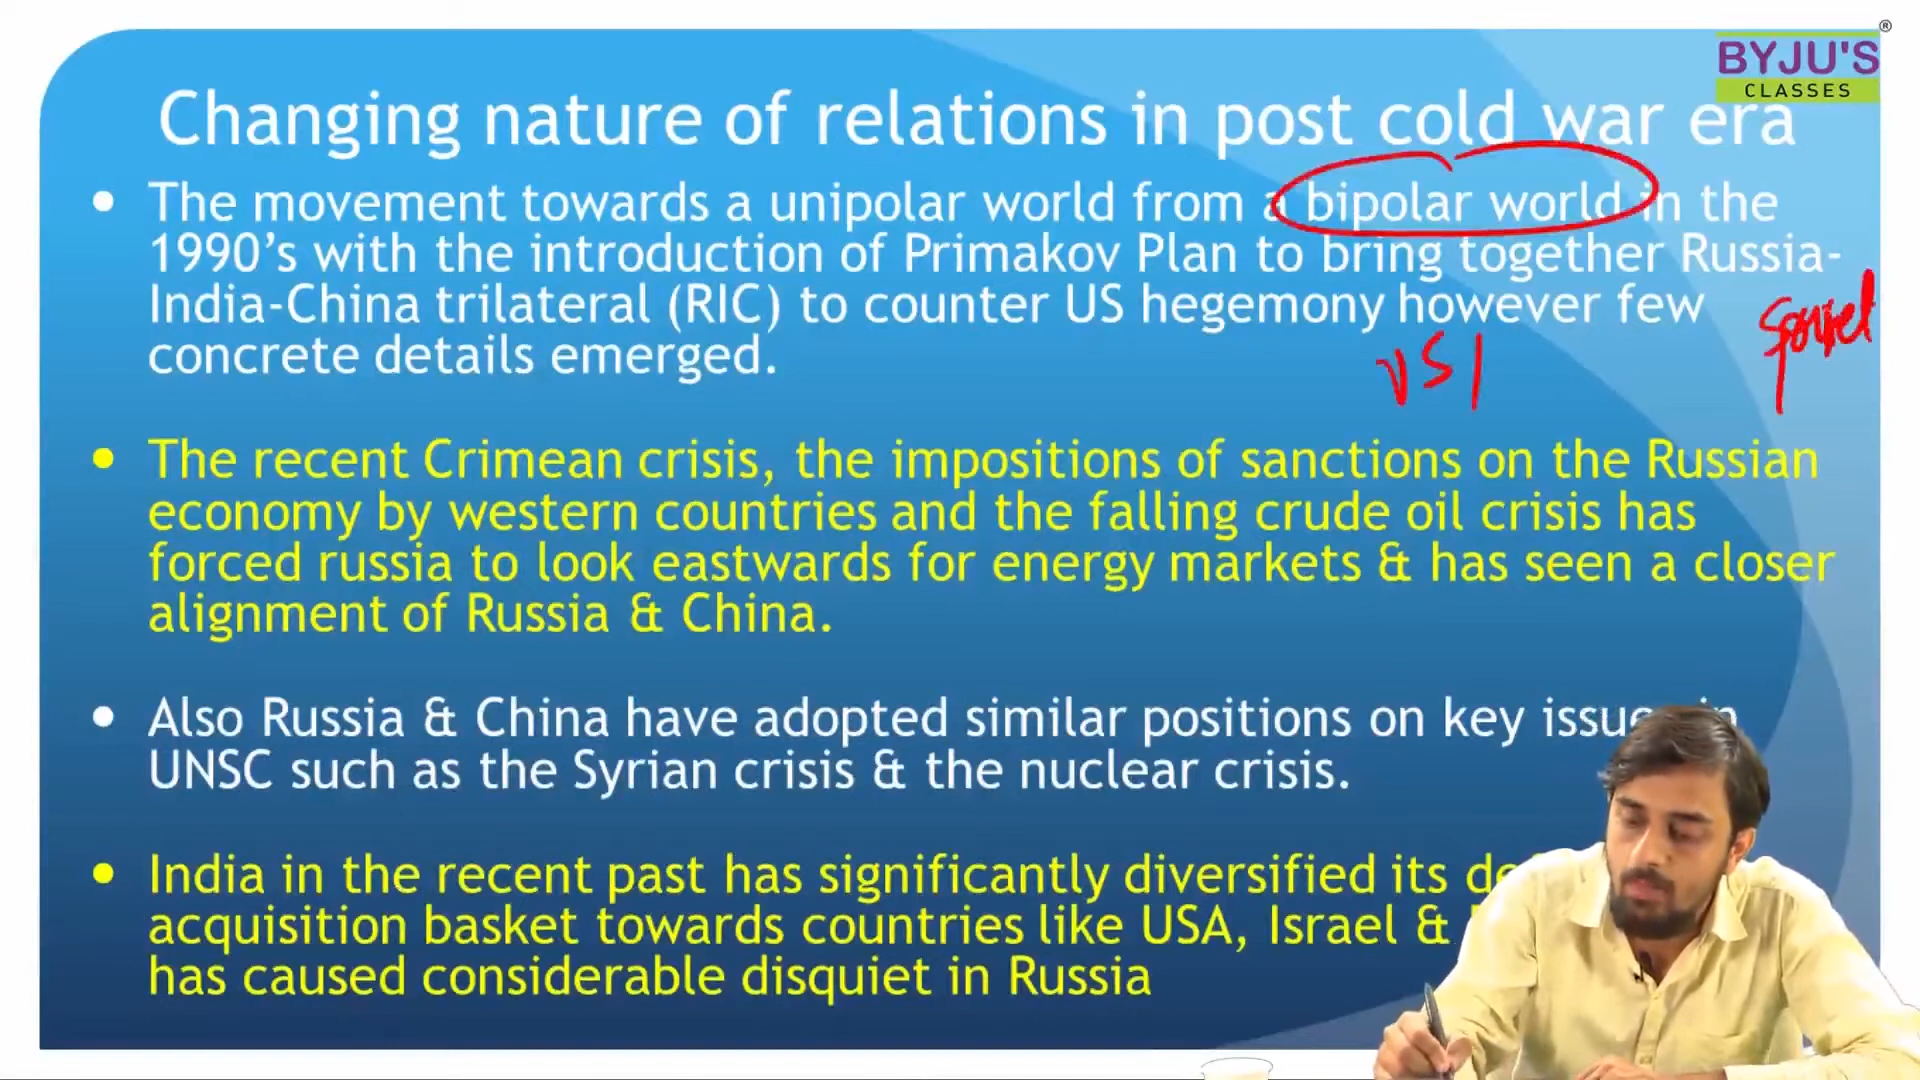 BYJU'S ®
CLASSES
Changing nature of relations in post cold war era
• The movement towards a unipolar world from a bipolar world in the
1990’s with the introduction of Primakov Plan to bring together Russia-
India-China trilateral (RIC) to counter US hegemony however few
concrete details emerged.
• The recent Crimean crisis, the impositions of sanctions on the Russian
economy by western countries and the falling crude oil crisis has
forced russia to look eastwards for energy markets & has seen a closer
alignment of Russia & China.
• Also Russia & China have adopted similar positions on key issue in
UNSC such as the Syrian crisis & the nuclear crisis.
• India in the recent past has significantly diversified its de
acquisition basket towards countries like USA, Israel &
has caused considerable disquiet in Russia